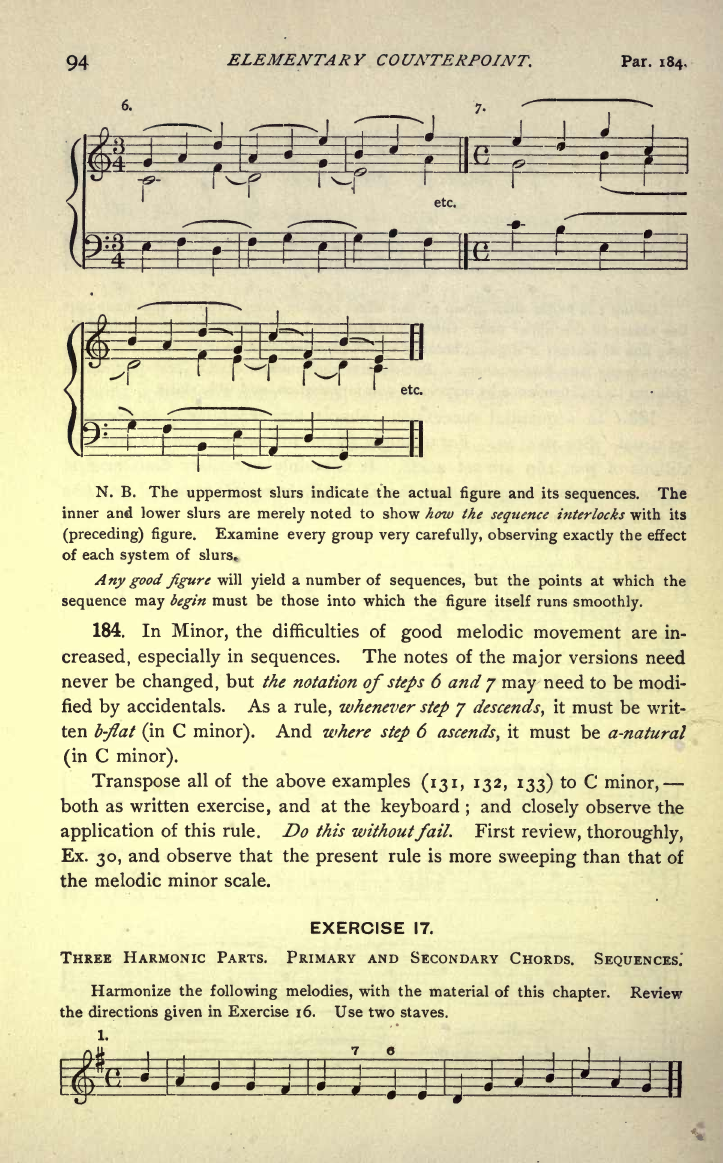 94 ELEMENTARY COUNTERPOINT. Par. 184.
6. 7.
etc.
etc.
N. B. The uppermost slurs indicate the actual figure and its sequences. The
inner and lower slurs are merely noted to show how the sequence interlocks with its
(preceding) figure. Examine every group very carefully, observing exactly the effect
of each system of slurs.
Any good figure will yield a number of sequences, but the points at which the
sequence may begin must be those into which the figure itself runs smoothly.
184. In Minor, the difficulties of good melodic movement are in-
creased, especially in sequences. The notes of the major versions need
never be changed, but the notation of steps 6 and 7 may need to be modi-
fied by accidentals. As a rule, whenever step 7 descends, it must be writ-
ten b-flat (in C minor). And where step 6 ascends, it must be a-natural
(in C minor).
Transpose all of the above examples (131, 132, 133) to C minor, —
both as written exercise, and at the keyboard ; and closely observe the
application of this rule. Do this without fail. First review, thoroughly,
Ex. 30, and observe that the present rule is more sweeping than that of
the melodic minor scale.
EXERCISE 17.
THREE HARMONIC PARTS. PRIMARY AND SECONDARY CHORDS. SEQUENCES.
Harmonize the following melodies, with the material of this chapter. Review
the directions given in Exercise 16. Use two staves.
1.
7 6